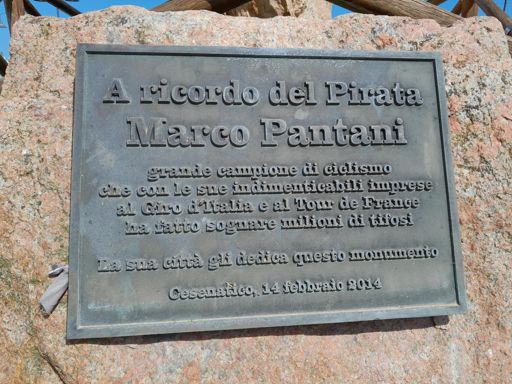 A ricordo del Pirata
Marco Pantani
grande campione di ciclismo
che con le sue indimenticabili imprese
al Giro d'Italia e al Tour de France
ha fatto sognare milioni di tifosi
La sua città gli dedica questo monumento
Cesenatico, 14 febbraio 2014